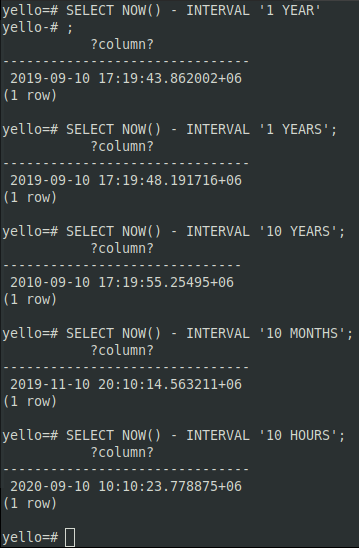 yello=# SELECT NOW() - INTERVAL '1 YEAR'
yello-# ;
           ?column?
-------------------------------
 2019-09-10 17:19:43.862002+06
(1 row)

yello=# SELECT NOW() - INTERVAL '1 YEARS';
           ?column?
-------------------------------
 2019-09-10 17:19:48.191716+06
(1 row)

yello=# SELECT NOW() - INTERVAL '10 YEARS';
           ?column?
------------------------------
 2010-09-10 17:19:55.25495+06
(1 row)

yello=# SELECT NOW() - INTERVAL '10 MONTHS';
           ?column?
-------------------------------
 2019-11-10 20:10:14.563211+06
(1 row)

yello=# SELECT NOW() - INTERVAL '10 HOURS';
           ?column?
-------------------------------
 2020-09-10 10:10:23.778875+06
(1 row)

yello=#